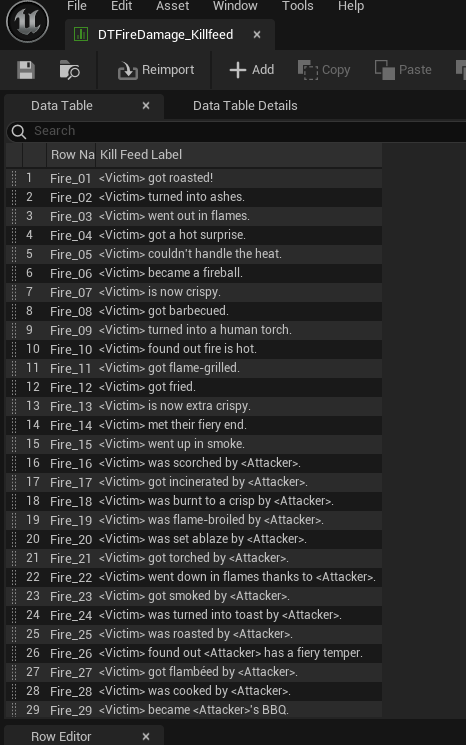 File Edit Asset Window Tools Help
DTFireDamage_Killfeed
Reimport Add Copy Paste
Data Table Data Table Details
Search
Row Na Kill Feed Label
1 Fire_01 <Victim> got roasted!
2 Fire_02 <Victim> turned into ashes.
3 Fire_03 <Victim> went out in flames.
4 Fire_04 <Victim> got a hot surprise.
5 Fire_05 <Victim> couldn't handle the heat.
6 Fire_06 <Victim> became a fireball.
7 Fire_07 <Victim> is now crispy.
8 Fire_08 <Victim> got barbecued.
9 Fire_09 <Victim> turned into a human torch.
10 Fire_10 <Victim> found out fire is hot.
11 Fire_11 <Victim> got flame-grilled.
12 Fire_12 <Victim> got fried.
13 Fire_13 <Victim> is now extra crispy.
14 Fire_14 <Victim> met their fiery end.
15 Fire_15 <Victim> went up in smoke.
16 Fire_16 <Victim> was scorched by <Attacker>.
17 Fire_17 <Victim> got incinerated by <Attacker>.
18 Fire_18 <Victim> was burnt to a crisp by <Attacker>.
19 Fire_19 <Victim> was flame-broiled by <Attacker>.
20 Fire_20 <Victim> was set ablaze by <Attacker>.
21 Fire_21 <Victim> got torched by <Attacker>.
22 Fire_22 <Victim> went down in flames thanks to <Attacker>.
23 Fire_23 <Victim> got smoked by <Attacker>.
24 Fire_24 <Victim> was turned into toast by <Attacker>.
25 Fire_25 <Victim> was roasted by <Attacker>.
26 Fire_26 <Victim> found out <Attacker> has a fiery temper.
27 Fire_27 <Victim> got flambéed by <Attacker>.
28 Fire_28 <Victim> was cooked by <Attacker>.
29 Fire_29 <Victim> became <Attacker>'s BBQ.
Row Editor